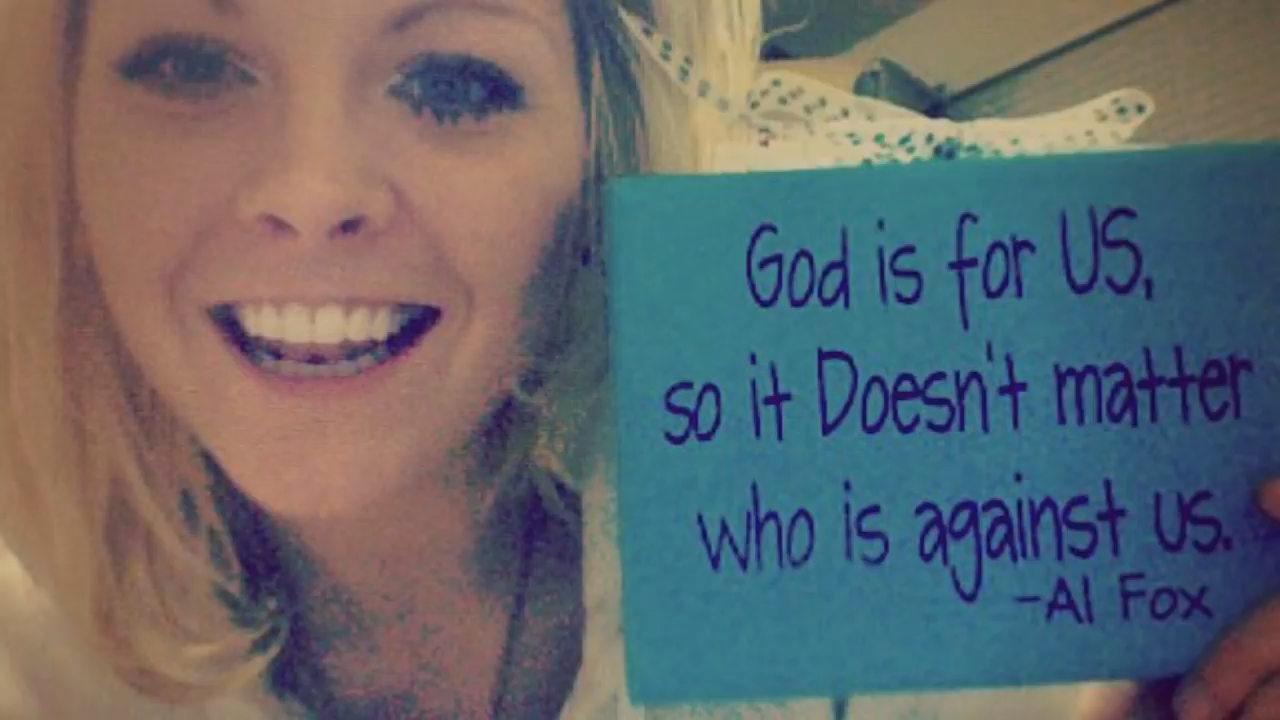 God is for US,
so it Doesn't matter
who is against us.
-Al Fox